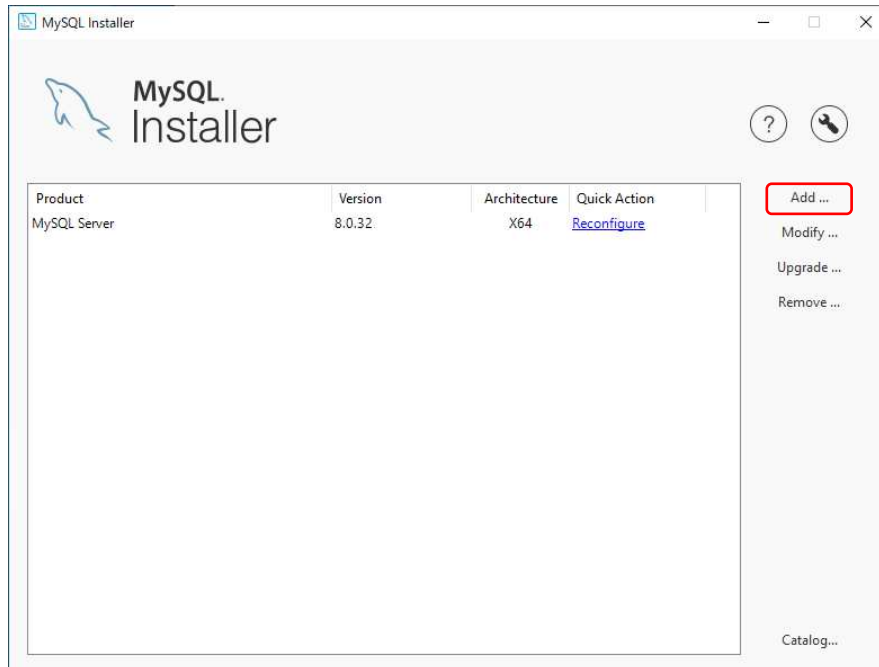 MySQL Installer
MySQL.
Installer
?
Product Version Architecture Quick Action
MySQL Server 8.0.32 X64 Reconfigure
Add ...
Modify ...
Upgrade ...
Remove ...
Catalog...